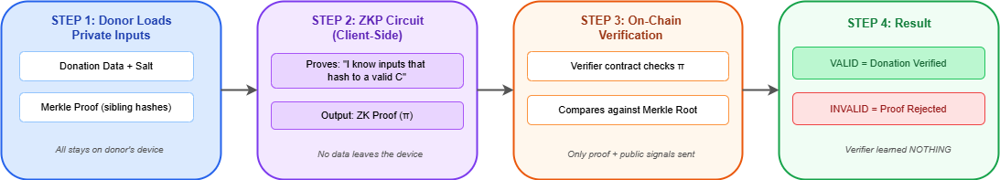 STEP 1: Donor Loads
Private Inputs
Donation Data + Salt
Merkle Proof (sibling hashes)
All stays on donor's device
STEP 2: ZKP Circuit
(Client-Side)
Proves: "I know inputs that
hash to a valid C"
Output: ZK Proof (π)
No data leaves the device
STEP 3: On-Chain
Verification
Verifier contract checks π
Compares against Merkle Root
Only proof + public signals sent
STEP 4: Result
VALID = Donation Verified
INVALID = Proof Rejected
Verifier learned NOTHING